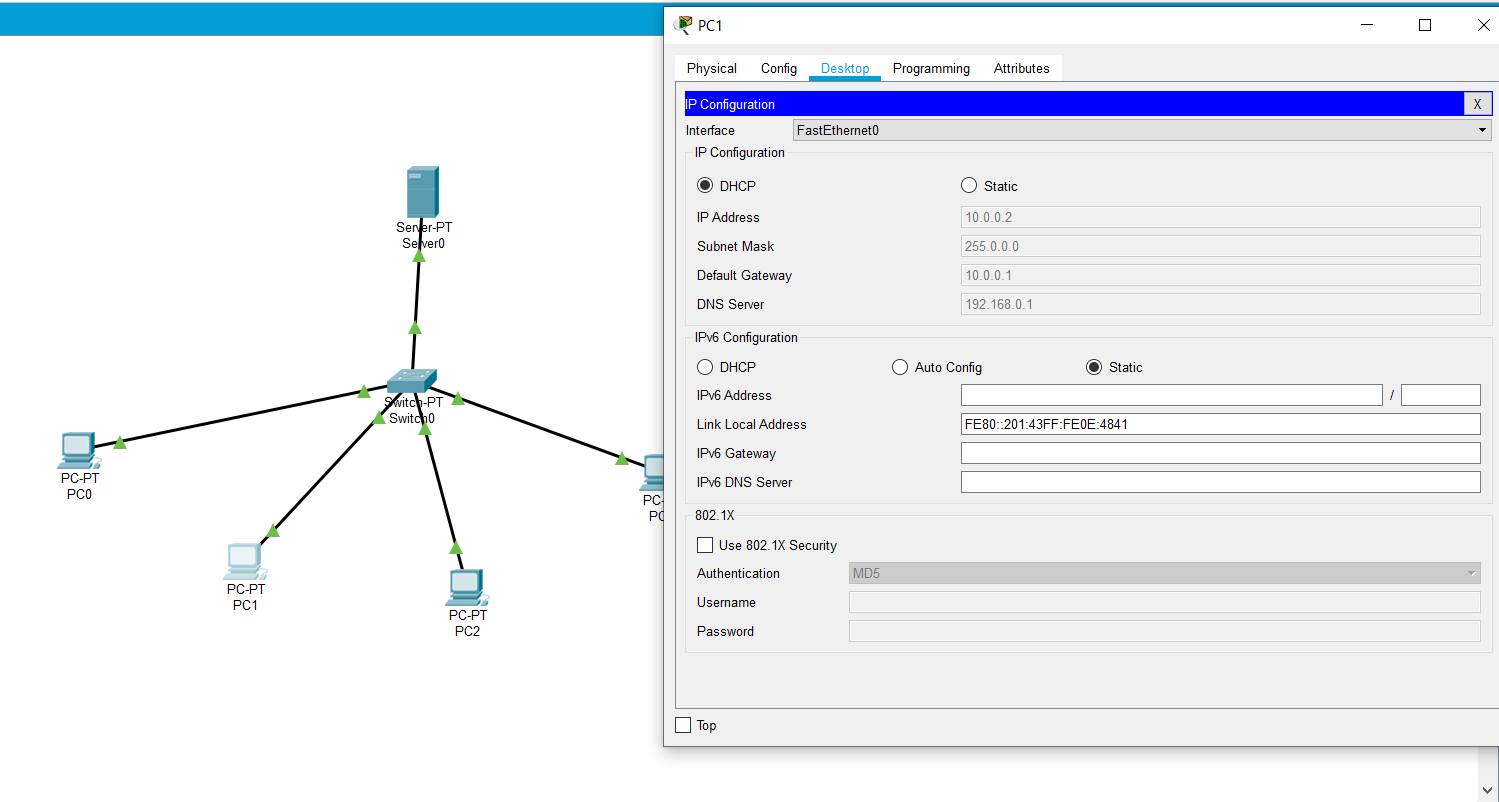 PC1
Physical Config Desktop Programming Attributes
IP Configuration X
Interface FastEthernet0
IP Configuration
DHCP Static
IP Address 10.0.0.2
Subnet Mask 255.0.0.0
Default Gateway 10.0.0.1
DNS Server 192.168.0.1
IPv6 Configuration
DHCP Auto Config Static
IPv6 Address /
Link Local Address FE80::201:43FF:FE0E:4841
IPv6 Gateway
IPv6 DNS Server
802.1X
Use 802.1X Security
Authentication MD5
Username
Password
Top
Server-PT
Server0
Switch-PT
Switch0
PC-PT
PC0
PC-PT
PC1
PC-PT
PC2
PC-
PC